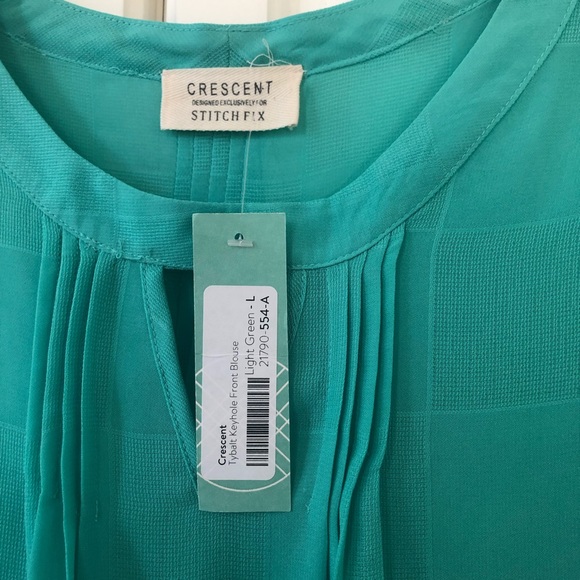 CRESCENT
DESIGNED EXCLUSIVELY FOR
STITCH FIX
Crescent
Tybalt Keyhole Front Blouse
Light Green - L
21790-554-A